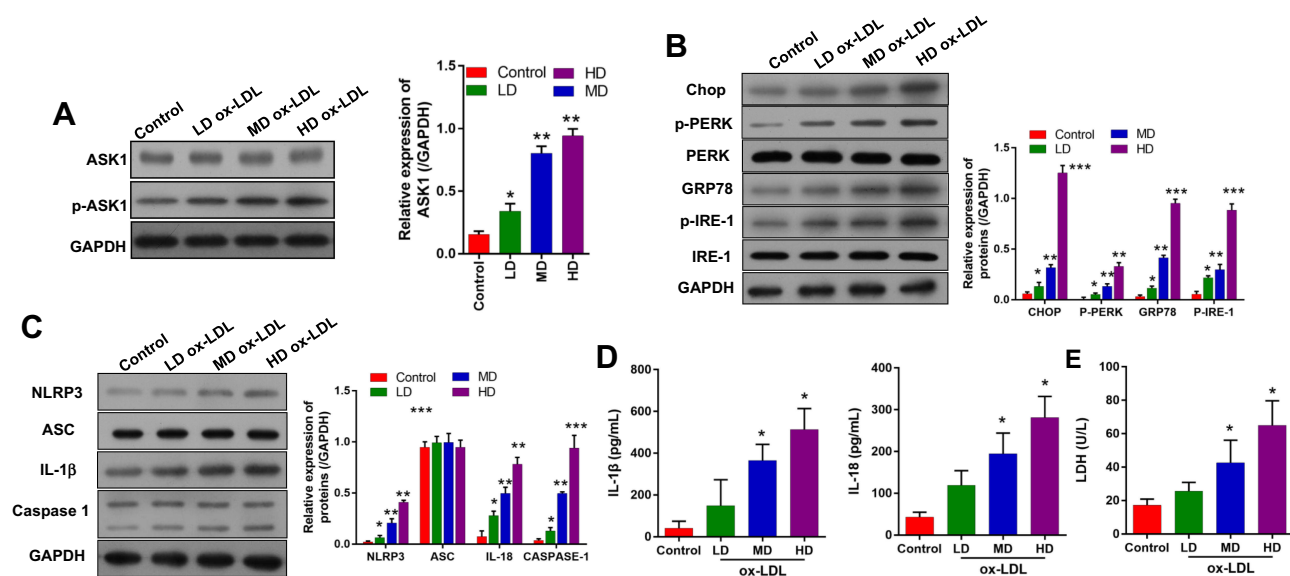 A
Control
LD ox-LDL
MD ox-LDL
HD ox-LDL
ASK1
p-ASK1
GAPDH
Relative expression of
ASK1 (/GAPDH)
Control
HD
LD
MD
1.5
1.0
0.5
0.0
*
**
**
Control
LD
MD
HD
B
Control
LD ox-LDL
MD ox-LDL
HD ox-LDL
Chop
p-PERK
PERK
GRP78
p-IRE-1
IRE-1
GAPDH
Relative expression of
proteins (/GAPDH)
Control
MD
LD
HD
1.5
1.0
0.5
0.0
* ** ***
* ** **
* ** ***
* ** ***
CHOP P-PERK GRP78 P-IRE-1
C
Control
LD ox-LDL
MD ox-LDL
HD ox-LDL
NLRP3
ASC
IL-1β
Caspase 1
GAPDH
Relative expression of
proteins (/GAPDH)
Control
MD
LD
HD
1.5
1.0
0.5
0.0
* ** **
***
* ** **
* ** ***
NLRP3 ASC IL-18 CASPASE-1
D
IL-1β (pg/mL)
800
600
400
200
0
*
*
Control LD MD HD
ox-LDL
IL-18 (pg/mL)
400
300
200
100
0
*
*
Control LD MD HD
ox-LDL
E
LDH (U/L)
100
80
60
40
20
0
*
*
Control LD MD HD
ox-LDL